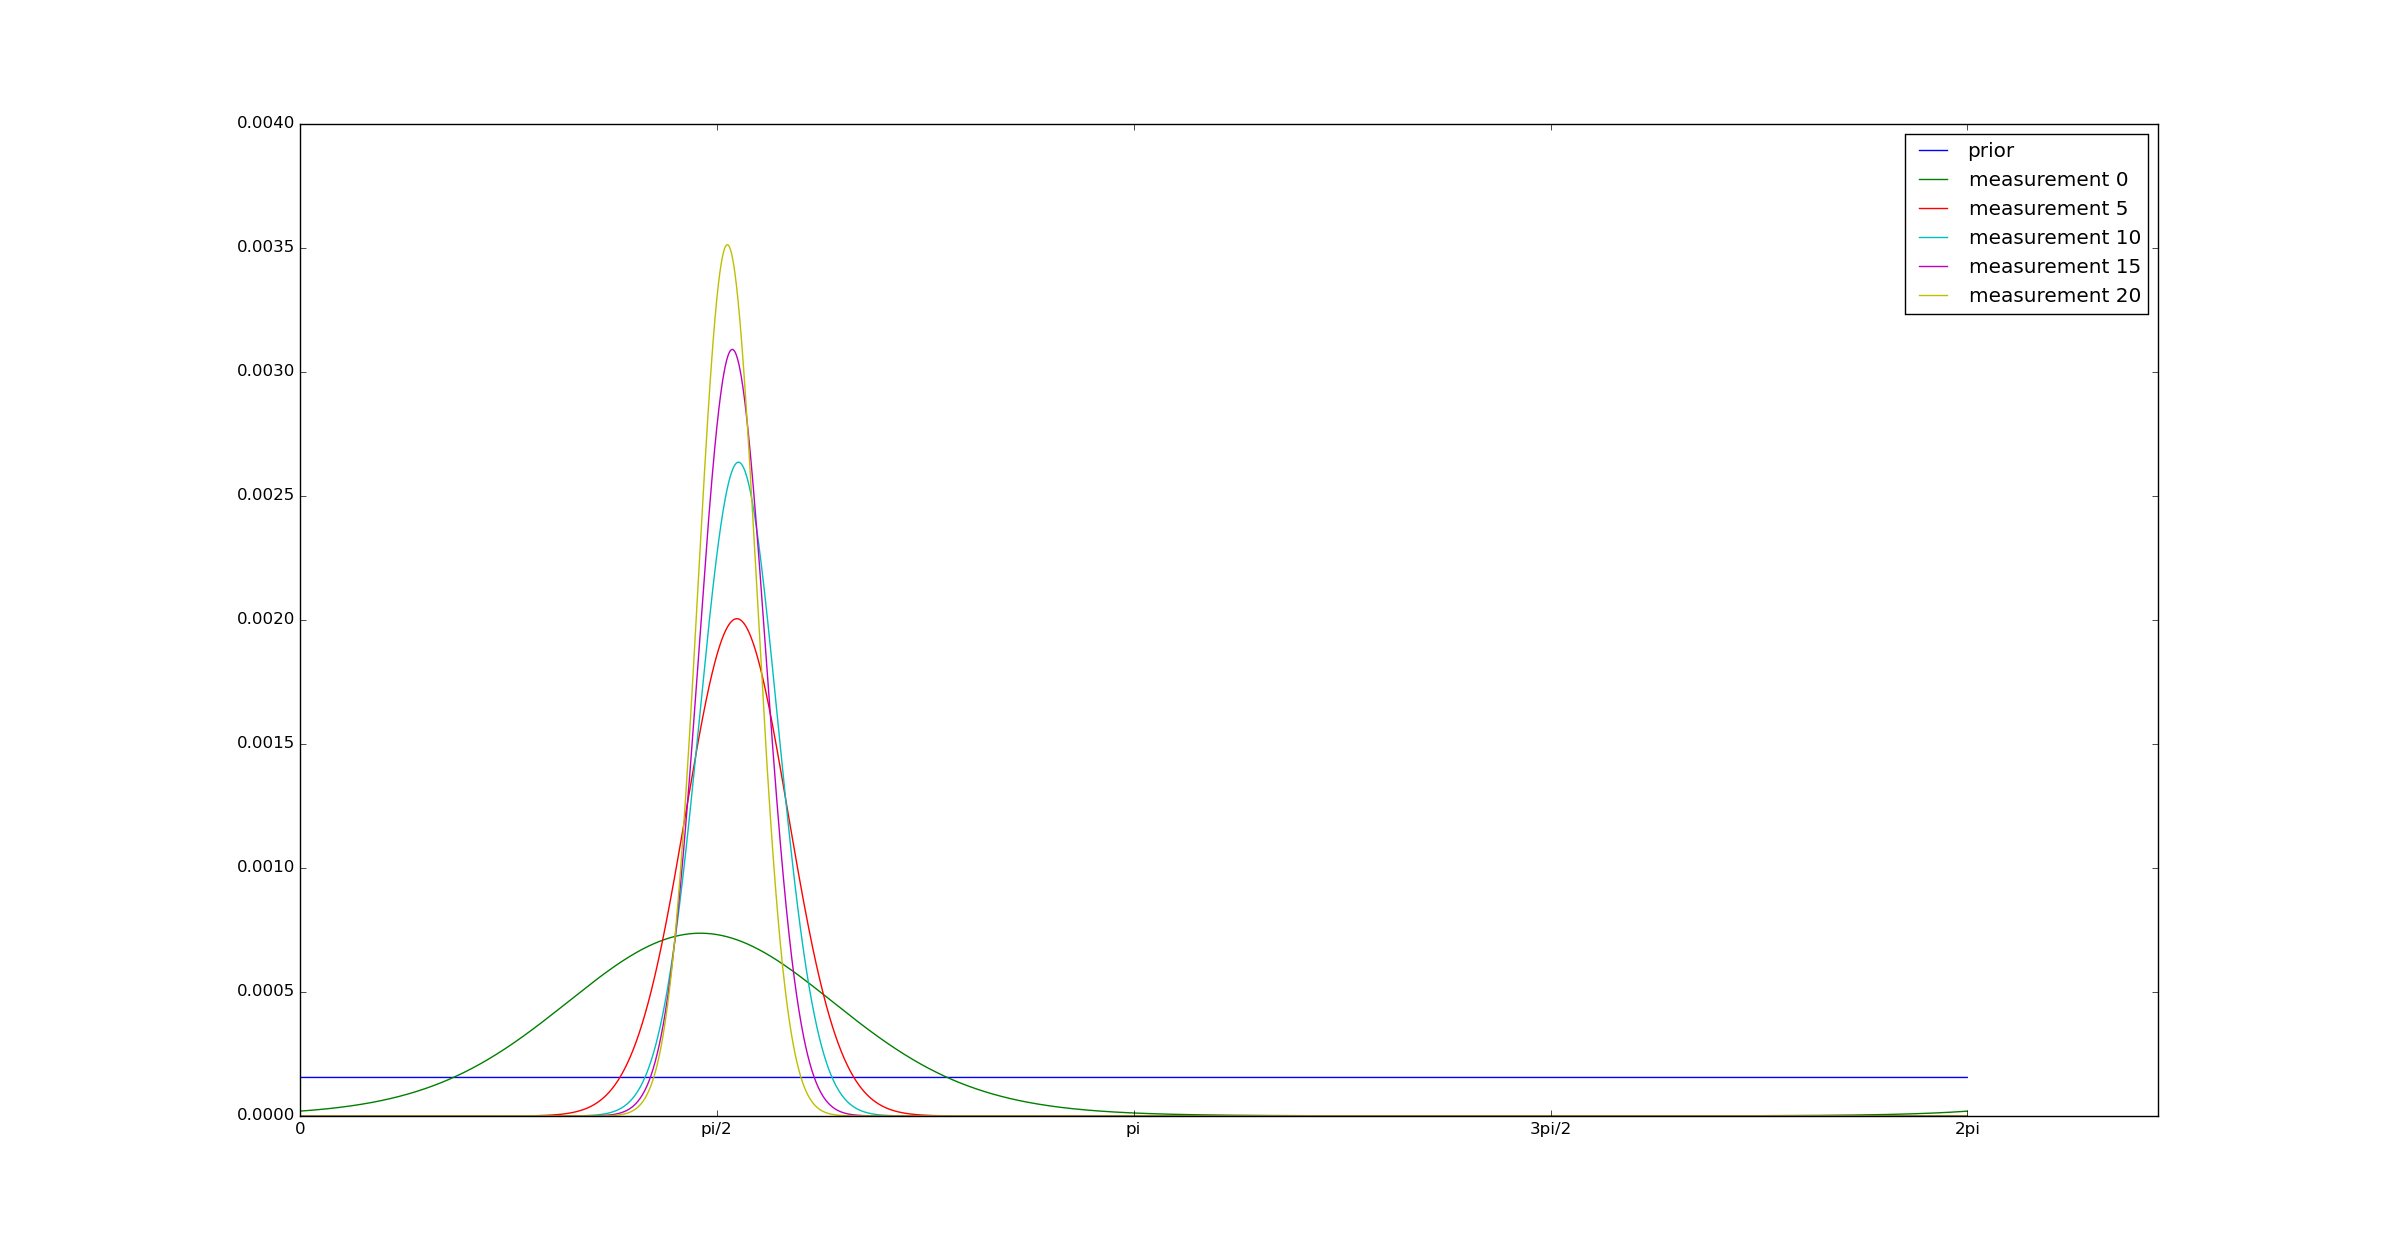 0.0040
0.0035
0.0030
0.0025
0.0020
0.0015
0.0010
0.0005
0.0000
0
pi/2
pi
3pi/2
2pi
prior
measurement 0
measurement 5
measurement 10
measurement 15
measurement 20